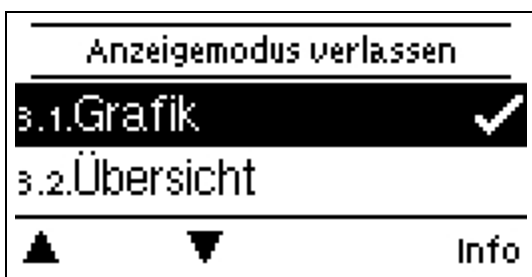 Anzeigemodus verlassen
3.1.Grafik
3.2.Übersicht
Info